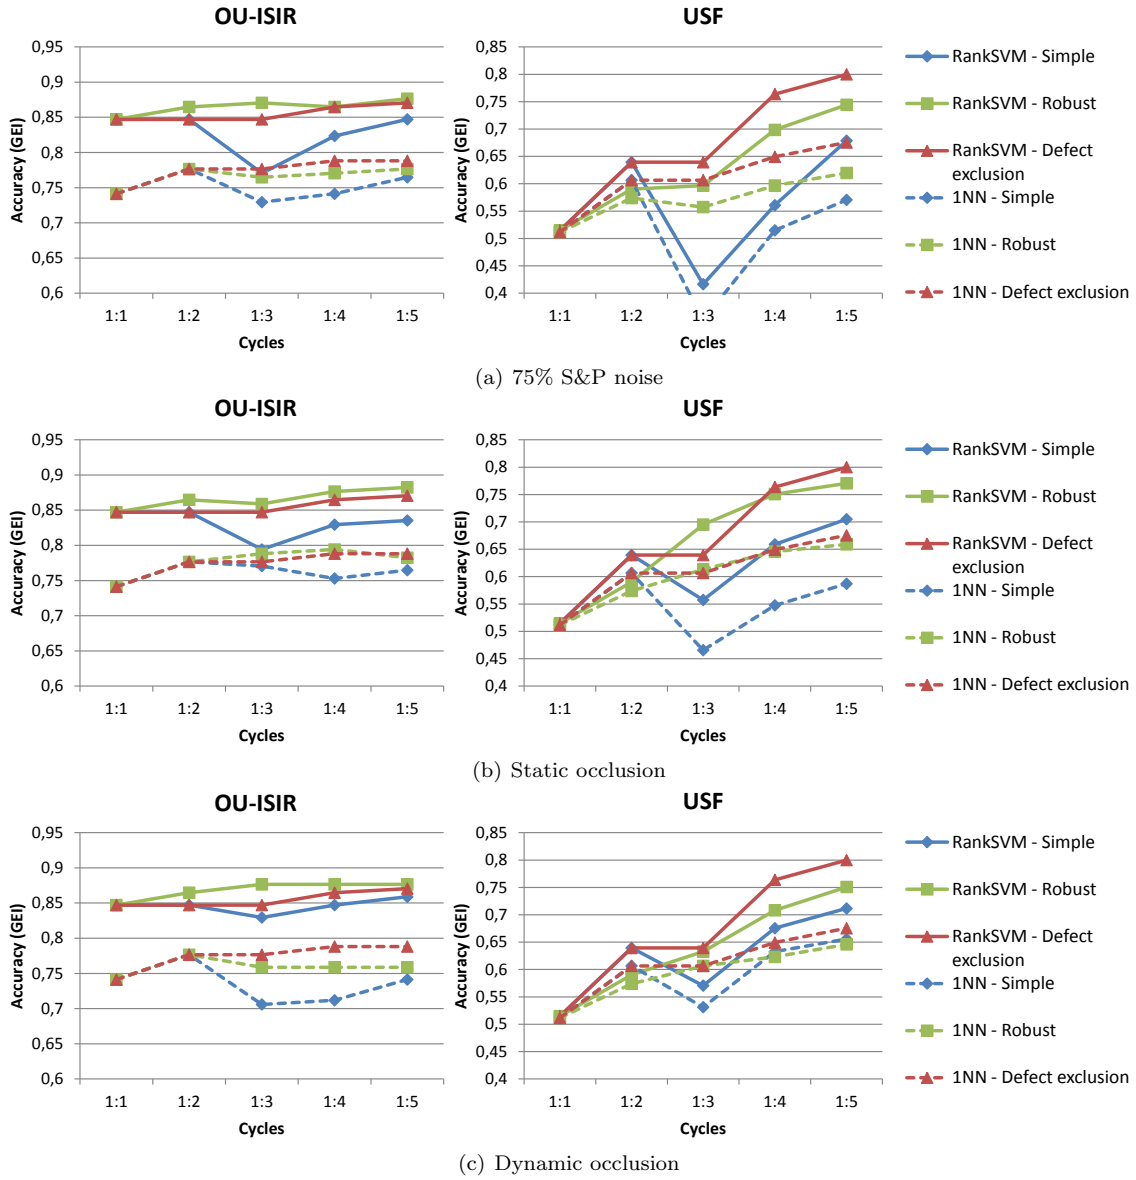 OU-ISIR
0,95
0,9
0,85
0,8
0,75
0,7
0,65
0,6
Accuracy (GEI)
1:1 1:2 1:3 1:4 1:5
Cycles
USF
0,85
0,8
0,75
0,7
0,65
0,6
0,55
0,5
0,45
0,4
Accuracy (GEI)
1:1 1:2 1:3 1:4 1:5
Cycles
RankSVM - Simple
RankSVM - Robust
RankSVM - Defect
exclusion
1NN - Simple
1NN - Robust
1NN - Defect exclusion
(a) 75% S&P noise
OU-ISIR
0,95
0,9
0,85
0,8
0,75
0,7
0,65
0,6
Accuracy (GEI)
1:1 1:2 1:3 1:4 1:5
Cycles
USF
0,85
0,8
0,75
0,7
0,65
0,6
0,55
0,5
0,45
0,4
Accuracy (GEI)
1:1 1:2 1:3 1:4 1:5
Cycles
RankSVM - Simple
RankSVM - Robust
RankSVM - Defect
exclusion
1NN - Simple
1NN - Robust
1NN - Defect exclusion
(b) Static occlusion
OU-ISIR
0,95
0,9
0,85
0,8
0,75
0,7
0,65
0,6
Accuracy (GEI)
1:1 1:2 1:3 1:4 1:5
Cycles
USF
0,85
0,8
0,75
0,7
0,65
0,6
0,55
0,5
0,45
0,4
Accuracy (GEI)
1:1 1:2 1:3 1:4 1:5
Cycles
RankSVM - Simple
RankSVM - Robust
RankSVM - Defect
exclusion
1NN - Simple
1NN - Robust
1NN - Defect exclusion
(c) Dynamic occlusion